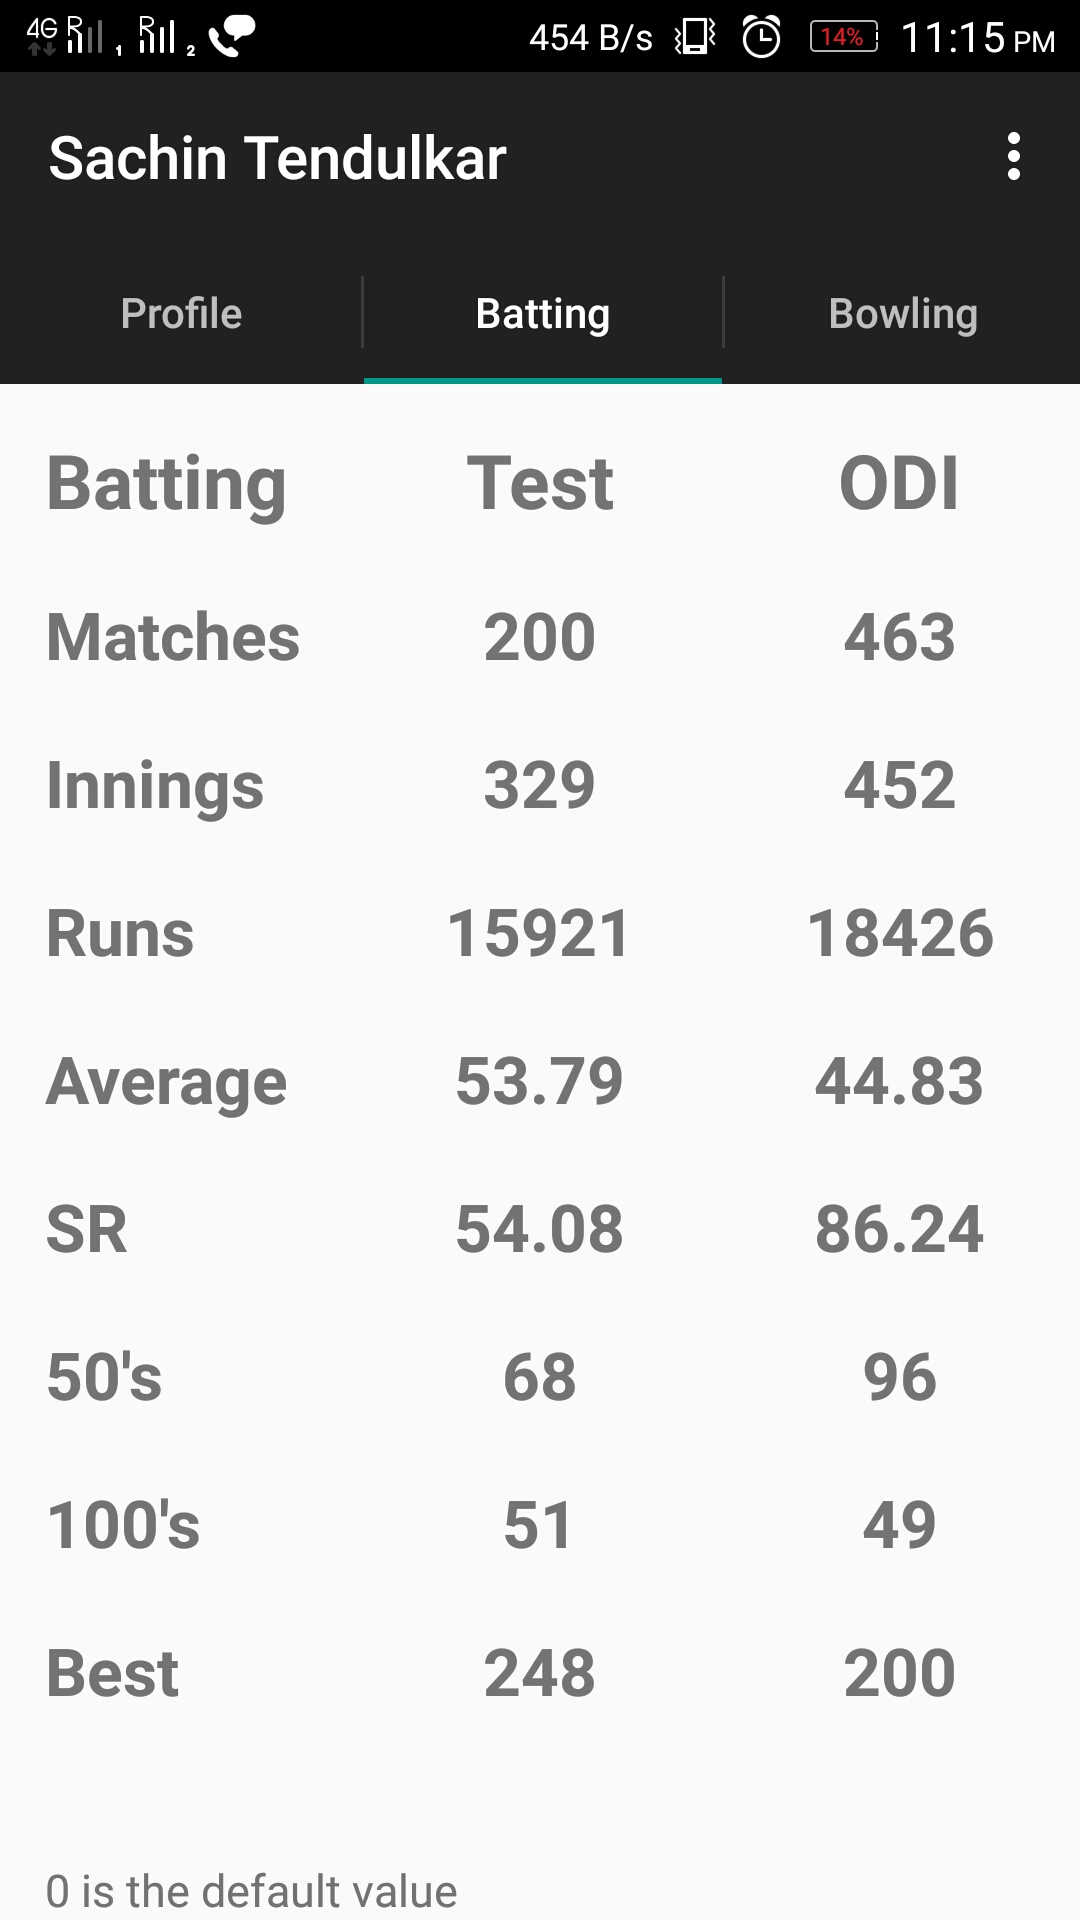 4G R 1 R 2 454 B/s 14% 11:15 PM
Sachin Tendulkar
Profile Batting Bowling
Batting Test ODI
Matches 200 463
Innings 329 452
Runs 15921 18426
Average 53.79 44.83
SR 54.08 86.24
50's 68 96
100's 51 49
Best 248 200
0 is the default value